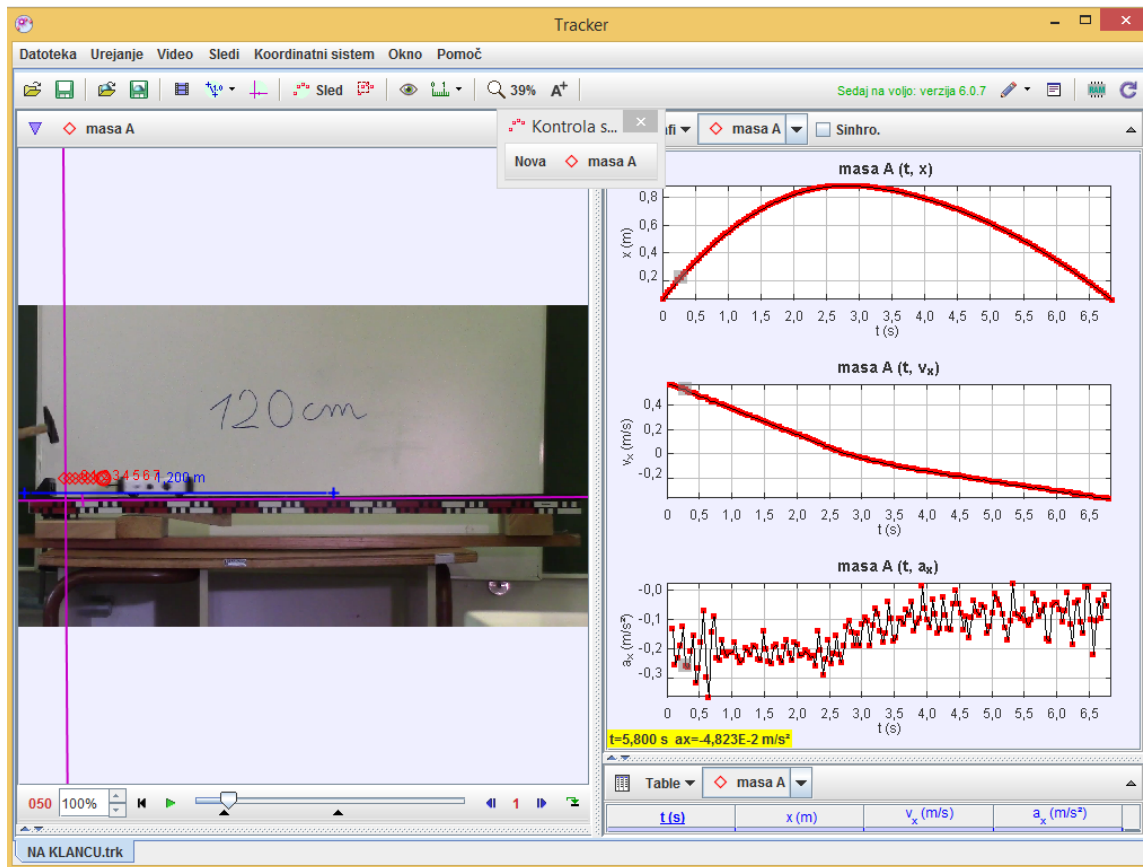 Tracker
Datoteka Urejanje Video Sledi Koordinatni sistem Okno Pomoč
Sled 39% A+ Sedaj na voljo: verzija 6.0.7
masa A
Kontrola s...
Nova masa A
masa A Sinhro.
120cm
1,200 m
masa A (t, x)
x (m)
0,8
0,6
0,4
0,2
0 0,5 1,0 1,5 2,0 2,5 3,0 3,5 4,0 4,5 5,0 5,5 6,0 6,5
t (s)
masa A (t, vx)
vx (m/s)
0,4
0,2
0
-0,2
0 0,5 1,0 1,5 2,0 2,5 3,0 3,5 4,0 4,5 5,0 5,5 6,0 6,5
t (s)
masa A (t, ax)
ax (m/s²)
-0,0
-0,1
-0,2
-0,3
0 0,5 1,0 1,5 2,0 2,5 3,0 3,5 4,0 4,5 5,0 5,5 6,0 6,5
t (s)
t=5,800 s ax=-4,823E-2 m/s²
Table masa A
t (s) x (m) vx (m/s) ax (m/s²)
050 100% 1
NA KLANCU.trk